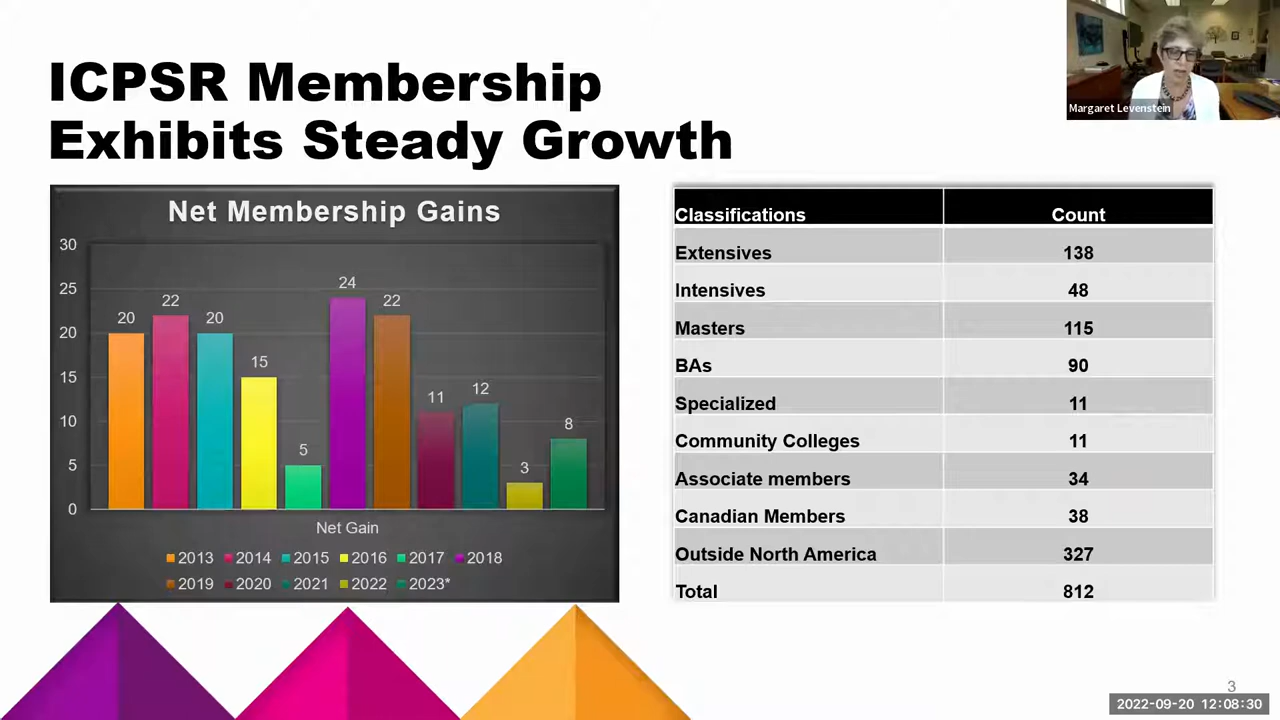 ICPSR Membership
Exhibits Steady Growth
Margaret Levenstein
Net Membership Gains
30
25
20
15
10
5
0
20
22
20
15
5
24
22
11
12
3
8
Net Gain
2013 2014 2015 2016 2017 2018
2019 2020 2021 2022 2023*
Classifications Count
Extensives 138
Intensives 48
Masters 115
BAs 90
Specialized 11
Community Colleges 11
Associate members 34
Canadian Members 38
Outside North America 327
Total 812
3
2022-09-20 12:08:30